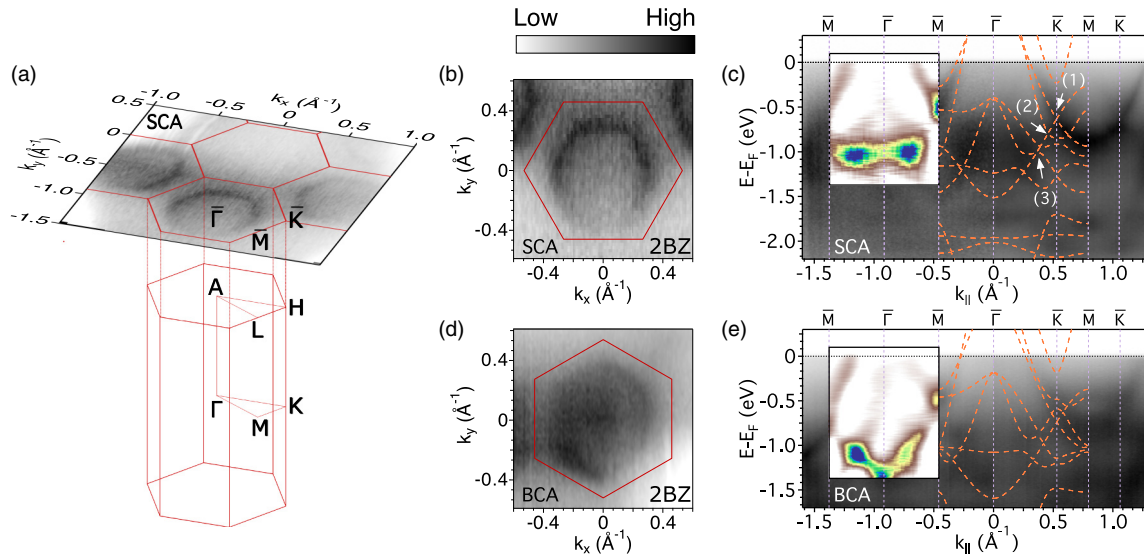 Low High
(a)
SCA
k_x (Å⁻¹)
-1.0
-0.5
0
0.5
1.0
k_y (Å⁻¹)
0.5
0
-0.5
-1.0
-1.5
Γ̅
M̅
K̅
A
H
L
Γ
K
M
(b)
k_y (Å⁻¹)
0.4
0
-0.4
SCA 2BZ
-0.4 0 0.4
k_x (Å⁻¹)
(d)
k_y (Å⁻¹)
0.4
0
-0.4
BCA 2BZ
-0.4 0 0.4
k_x (Å⁻¹)
M̅ Γ̅ M̅ Γ̅ K̅ M̅ K̅
(c)
E-E_F (eV)
0
-0.5
-1.0
-1.5
-2.0
(1)
(2)
(3)
SCA
-1.5 -1.0 -0.5 0 0.5 1.0
k_|| (Å⁻¹)
M̅ Γ̅ M̅ Γ̅ K̅ M̅ K̅
(e)
E-E_F (eV)
0
-0.5
-1.0
-1.5
BCA
-1.5 -1.0 -0.5 0 0.5 1.0
k_|| (Å⁻¹)